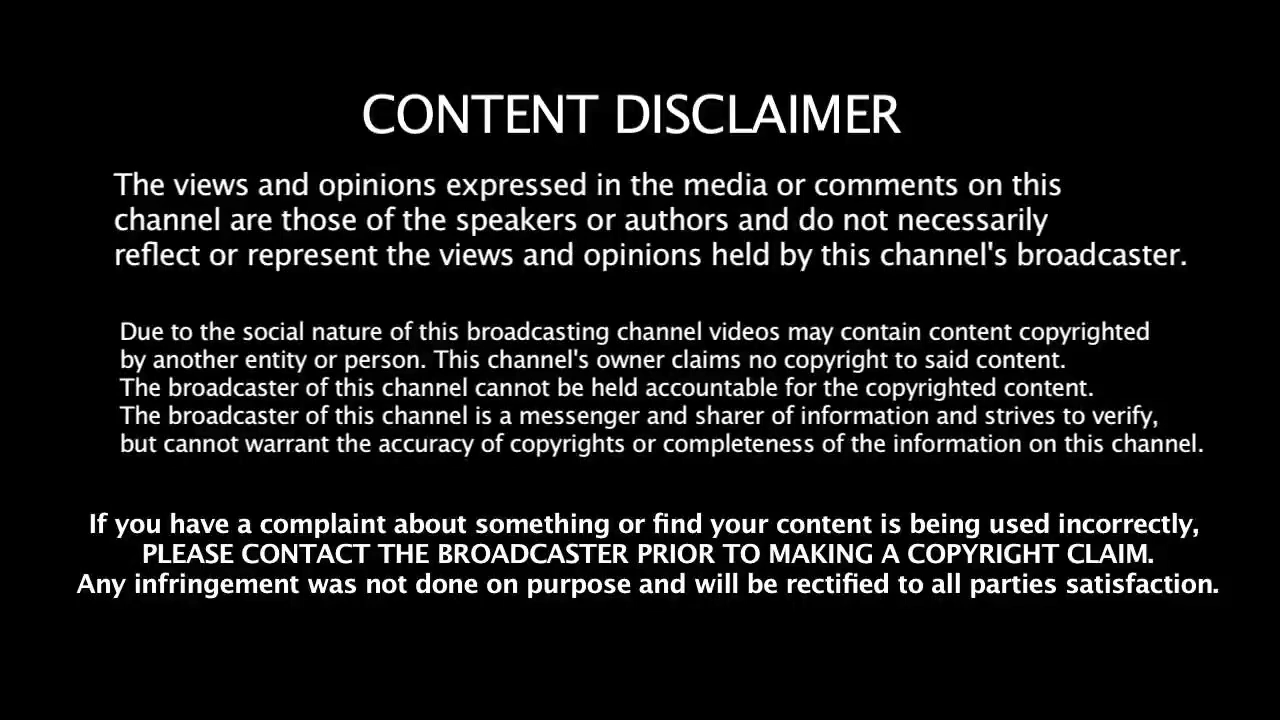 CONTENT DISCLAIMER
The views and opinions expressed in the media or comments on this
channel are those of the speakers or authors and do not necessarily
reflect or represent the views and opinions held by this channel's broadcaster.
Due to the social nature of this broadcasting channel videos may contain content copyrighted
by another entity or person. This channel's owner claims no copyright to said content.
The broadcaster of this channel cannot be held accountable for the copyrighted content.
The broadcaster of this channel is a messenger and sharer of information and strives to verify,
but cannot warrant the accuracy of copyrights or completeness of the information on this channel.
If you have a complaint about something or find your content is being used incorrectly,
PLEASE CONTACT THE BROADCASTER PRIOR TO MAKING A COPYRIGHT CLAIM.
Any infringement was not done on purpose and will be rectified to all parties satisfaction.